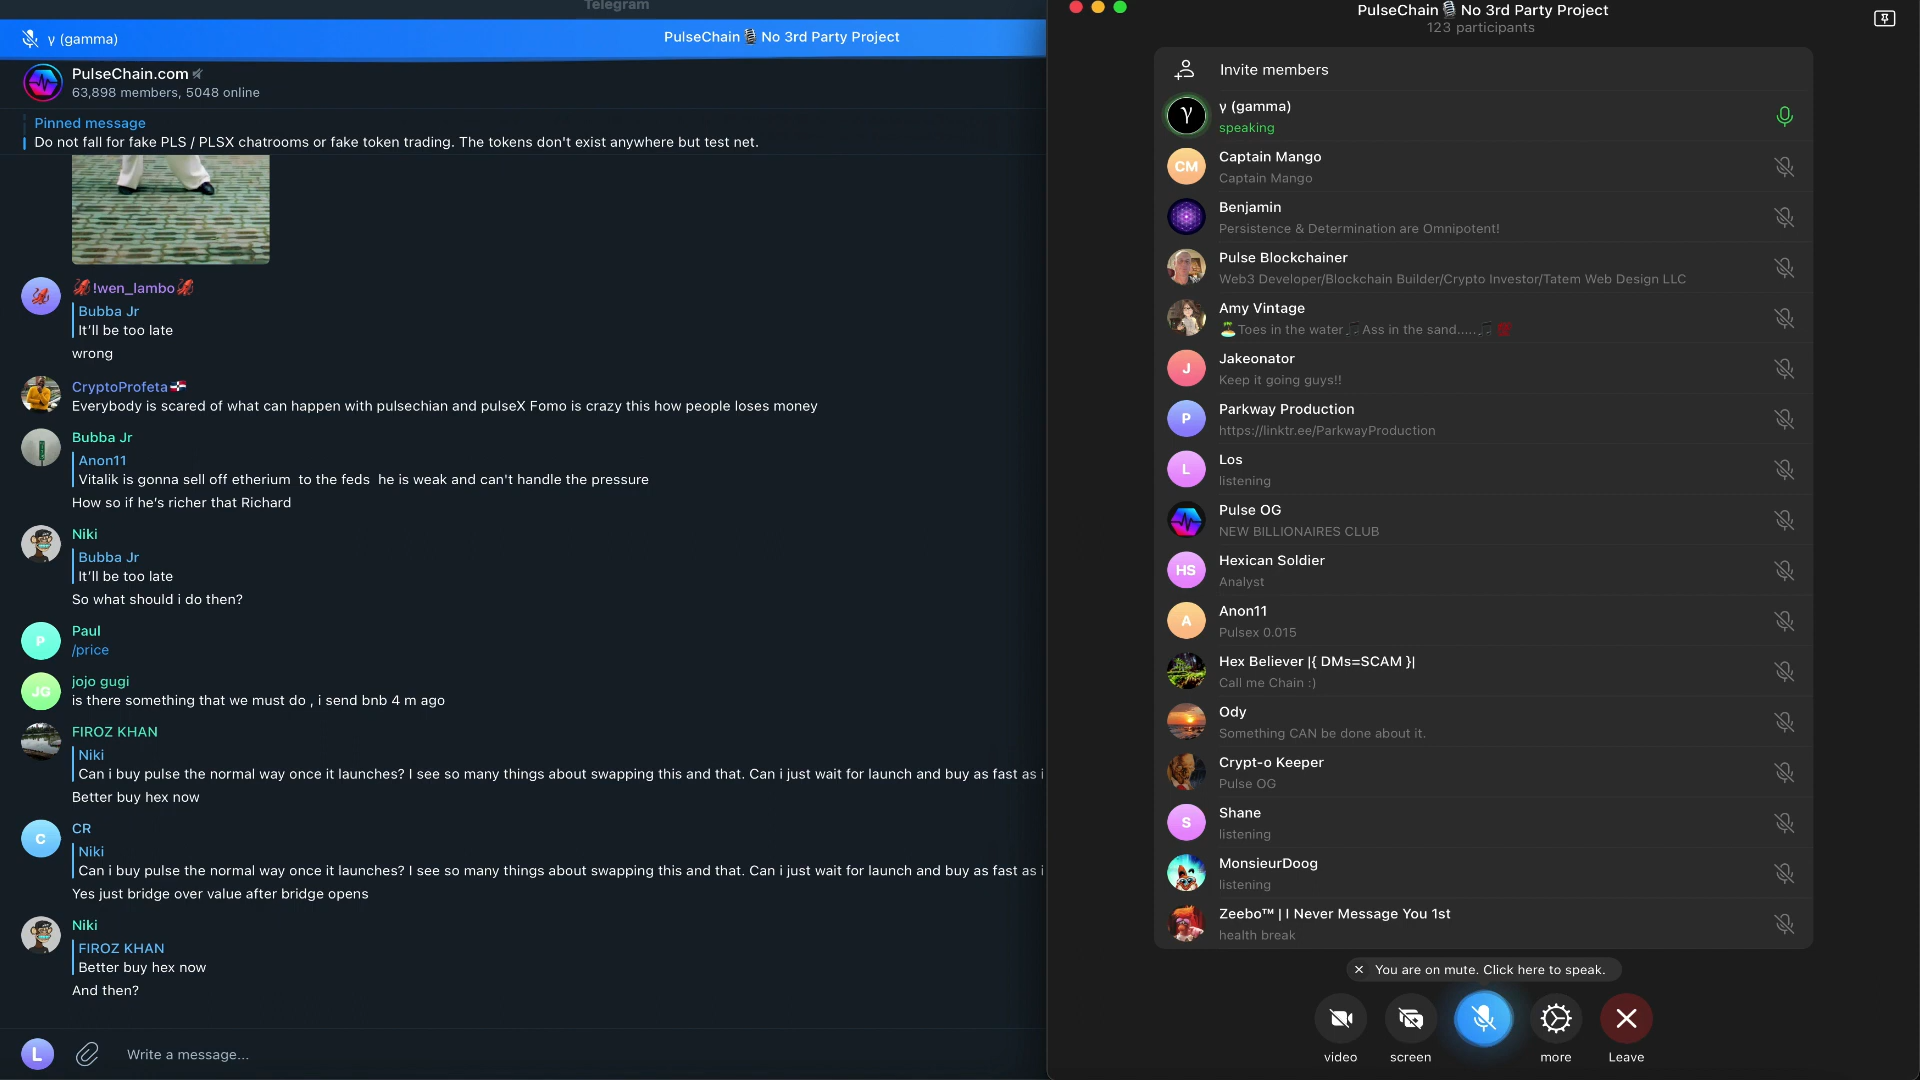 Telegram
γ (gamma)
PulseChain🎙 No 3rd Party Project
PulseChain.com
63,898 members, 5048 online
Pinned message
Do not fall for fake PLS / PLSX chatrooms or fake token trading. The tokens don't exist anywhere but test net.
🦑!wen_lambo🦑
Bubba Jr
It'll be too late
wrong
CryptoProfeta🇩🇴
Everybody is scared of what can happen with pulsechian and pulseX Fomo is crazy this how people loses money
Bubba Jr
Anon11
Vitalik is gonna sell off etherium to the feds he is weak and can't handle the pressure
How so if he's richer that Richard
Niki
Bubba Jr
It'll be too late
So what should i do then?
P
Paul
/price
JG
jojo gugi
is there something that we must do , i send bnb 4 m ago
FIROZ KHAN
Niki
Can i buy pulse the normal way once it launches? I see so many things about swapping this and that. Can i just wait for launch and buy as fast as i
Better buy hex now
C
CR
Niki
Can i buy pulse the normal way once it launches? I see so many things about swapping this and that. Can i just wait for launch and buy as fast as i
Yes just bridge over value after bridge opens
Niki
FIROZ KHAN
Better buy hex now
And then?
L
Write a message...
PulseChain🎙 No 3rd Party Project
123 participants
Invite members
γ
γ (gamma)
speaking
CM
Captain Mango
Captain Mango
Benjamin
Persistence & Determination are Omnipotent!
Pulse Blockchainer
Web3 Developer/Blockchain Builder/Crypto Investor/Tatem Web Design LLC
Amy Vintage
🏝Toes in the water🎵Ass in the sand.....🎵💯
J
Jakeonator
Keep it going guys!!
P
Parkway Production
https://linktr.ee/ParkwayProduction
L
Los
listening
Pulse OG
NEW BILLIONAIRES CLUB
HS
Hexican Soldier
Analyst
A
Anon11
Pulsex 0.015
Hex Believer |{ DMs=SCAM }|
Call me Chain :)
Ody
Something CAN be done about it.
Crypt-o Keeper
Pulse OG
S
Shane
listening
MonsieurDoog
listening
Zeebo™ | I Never Message You 1st
health break
You are on mute. Click here to speak.
video
screen
more
Leave